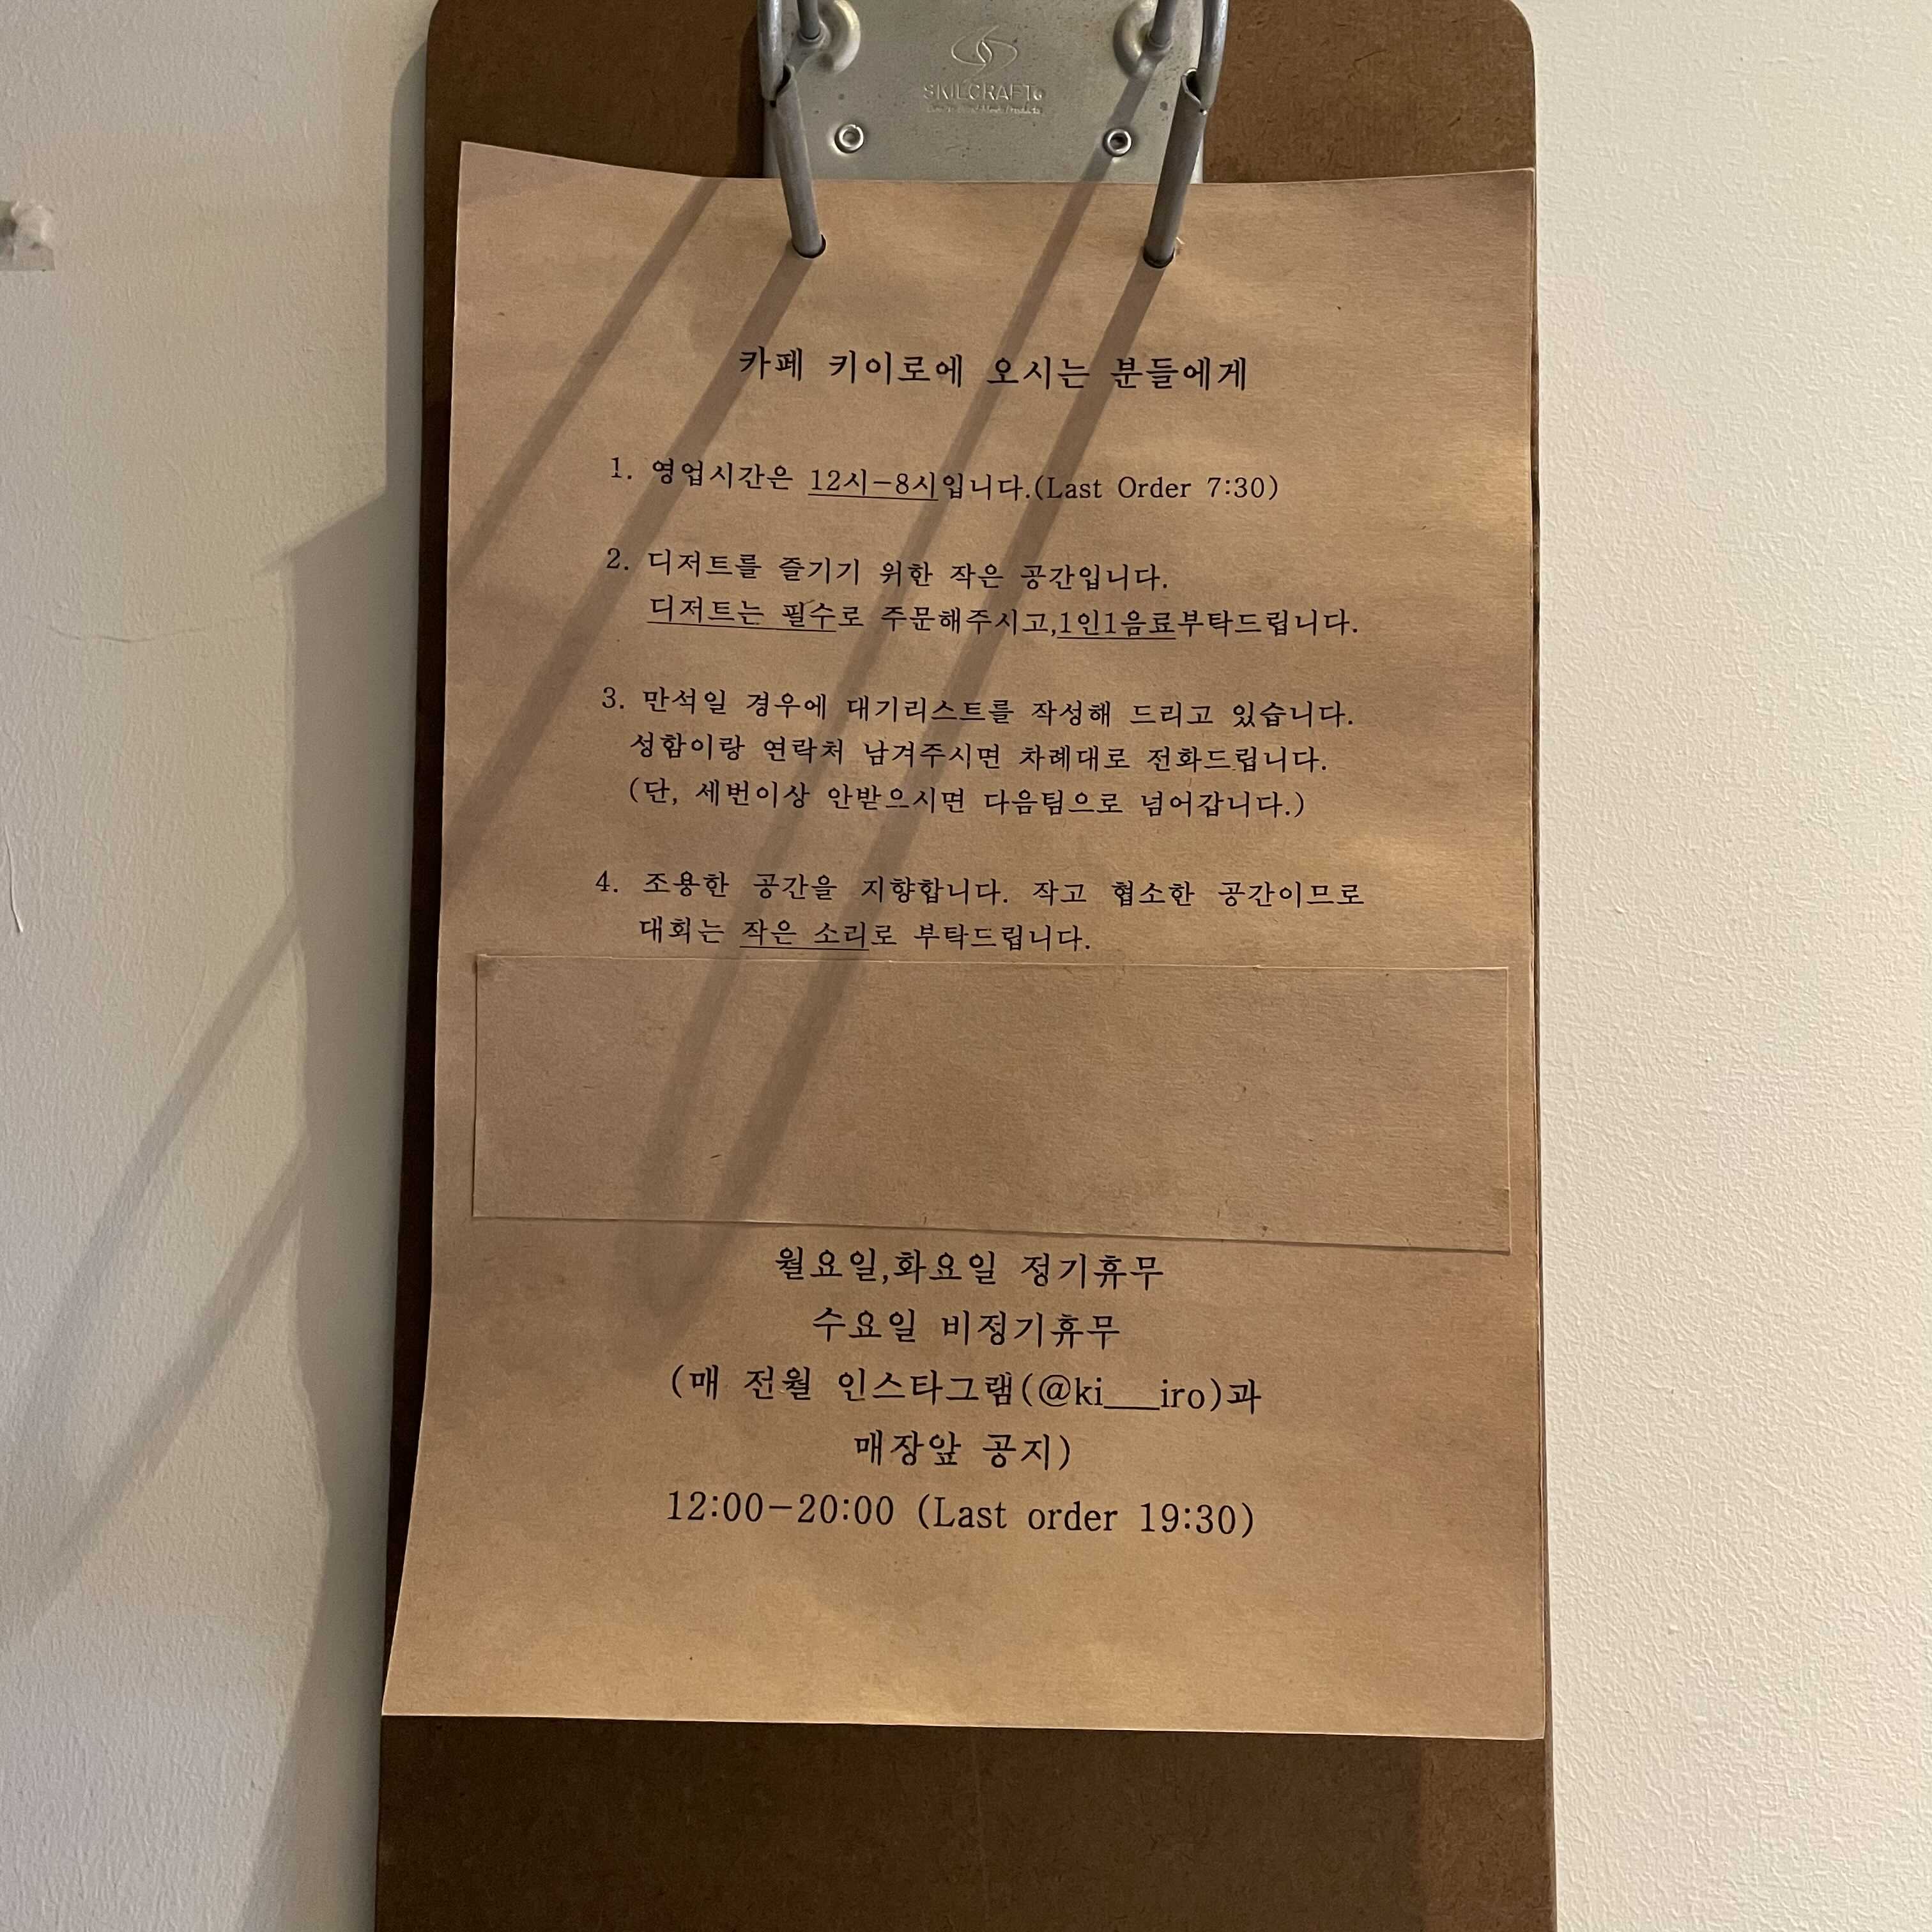 SKILCRAFT
카페 키이로에 오시는 분들에게
1. 영업시간은 12시-8시입니다.(Last Order 7:30)
2. 디저트를 즐기기 위한 작은 공간입니다.
디저트는 필수로 주문해주시고,1인1음료부탁드립니다.
3. 만석일 경우에 대기리스트를 작성해 드리고 있습니다.
성함이랑 연락처 남겨주시면 차례대로 전화드립니다.
(단, 세번이상 안받으시면 다음팀으로 넘어갑니다.)
4. 조용한 공간을 지향합니다. 작고 협소한 공간이므로
대회는 작은 소리로 부탁드립니다.
월요일,화요일 정기휴무
수요일 비정기휴무
(매 전월 인스타그램(@ki___iro)과
매장앞 공지)
12:00-20:00 (Last order 19:30)